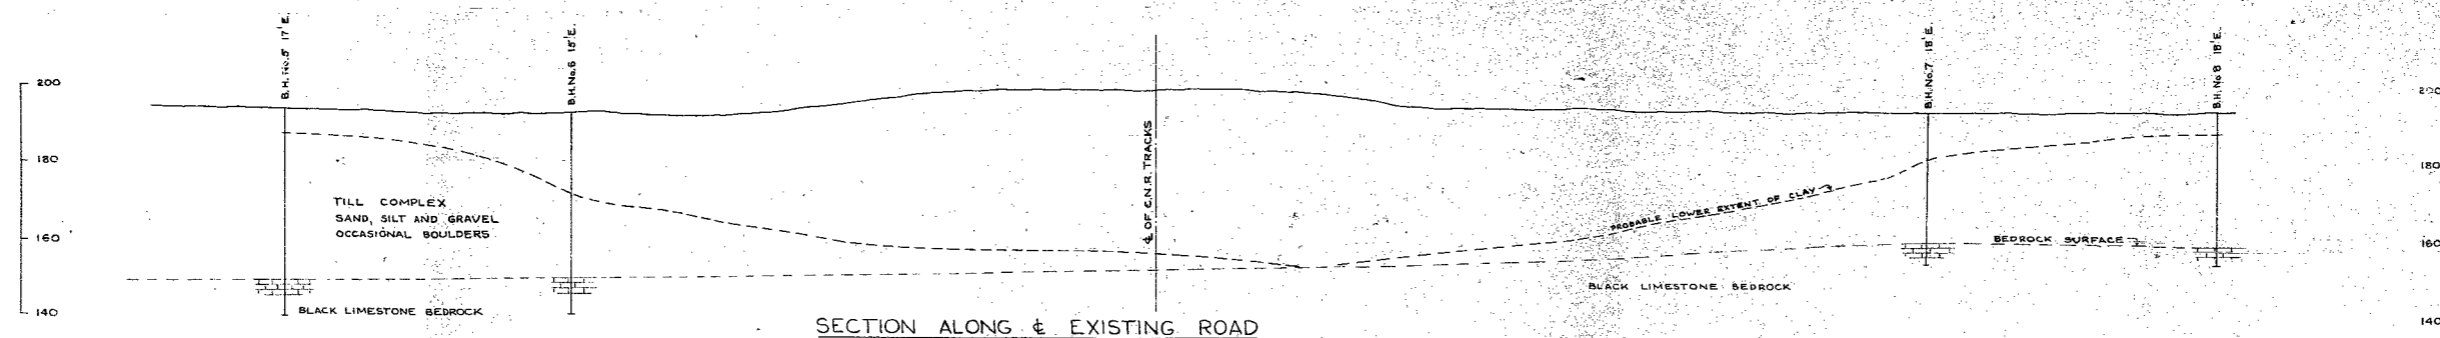 B.H. No.5 17'E.
B.H. No.6 15'E.
B.H. No.7 18'E.
B.H. No 8 18'E.
200
200
180
180
160
160
140
140
℄ OF C.N.R. TRACKS
TILL COMPLEX
SAND, SILT AND GRAVEL
OCCASIONAL BOULDERS
PROBABLE LOWER EXTENT OF CLAY
BEDROCK SURFACE
BLACK LIMESTONE BEDROCK
BLACK LIMESTONE BEDROCK
SECTION ALONG ℄ EXISTING ROAD